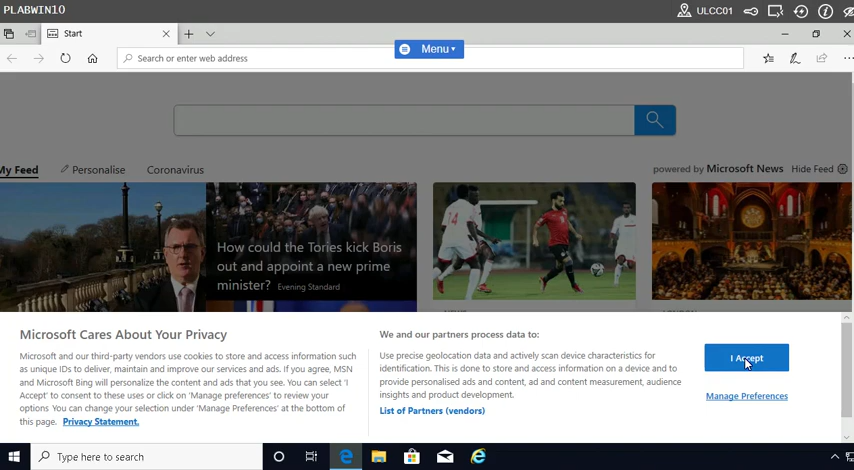 PLABWIN10
ULCC01
Start
Menu
Search or enter web address
My Feed
Personalise
Coronavirus
powered by Microsoft News
Hide Feed
How could the Tories kick Boris
out and appoint a new prime
minister? Evening Standard
Microsoft Cares About Your Privacy
Microsoft and our third-party vendors use cookies to store and access information such
as unique IDs to deliver, maintain and improve our services and ads. If you agree, MSN
and Microsoft Bing will personalize the content and ads that you see. You can select 'I
Accept' to consent to these uses or click on 'Manage preferences' to review your
options You can change your selection under 'Manage Preferences' at the bottom of
this page. Privacy Statement.
We and our partners process data to:
Use precise geolocation data and actively scan device characteristics for
identification. This is done to store and access information on a device and to
provide personalised ads and content, ad and content measurement, audience
insights and product development.
List of Partners (vendors)
I Accept
Manage Preferences
Type here to search